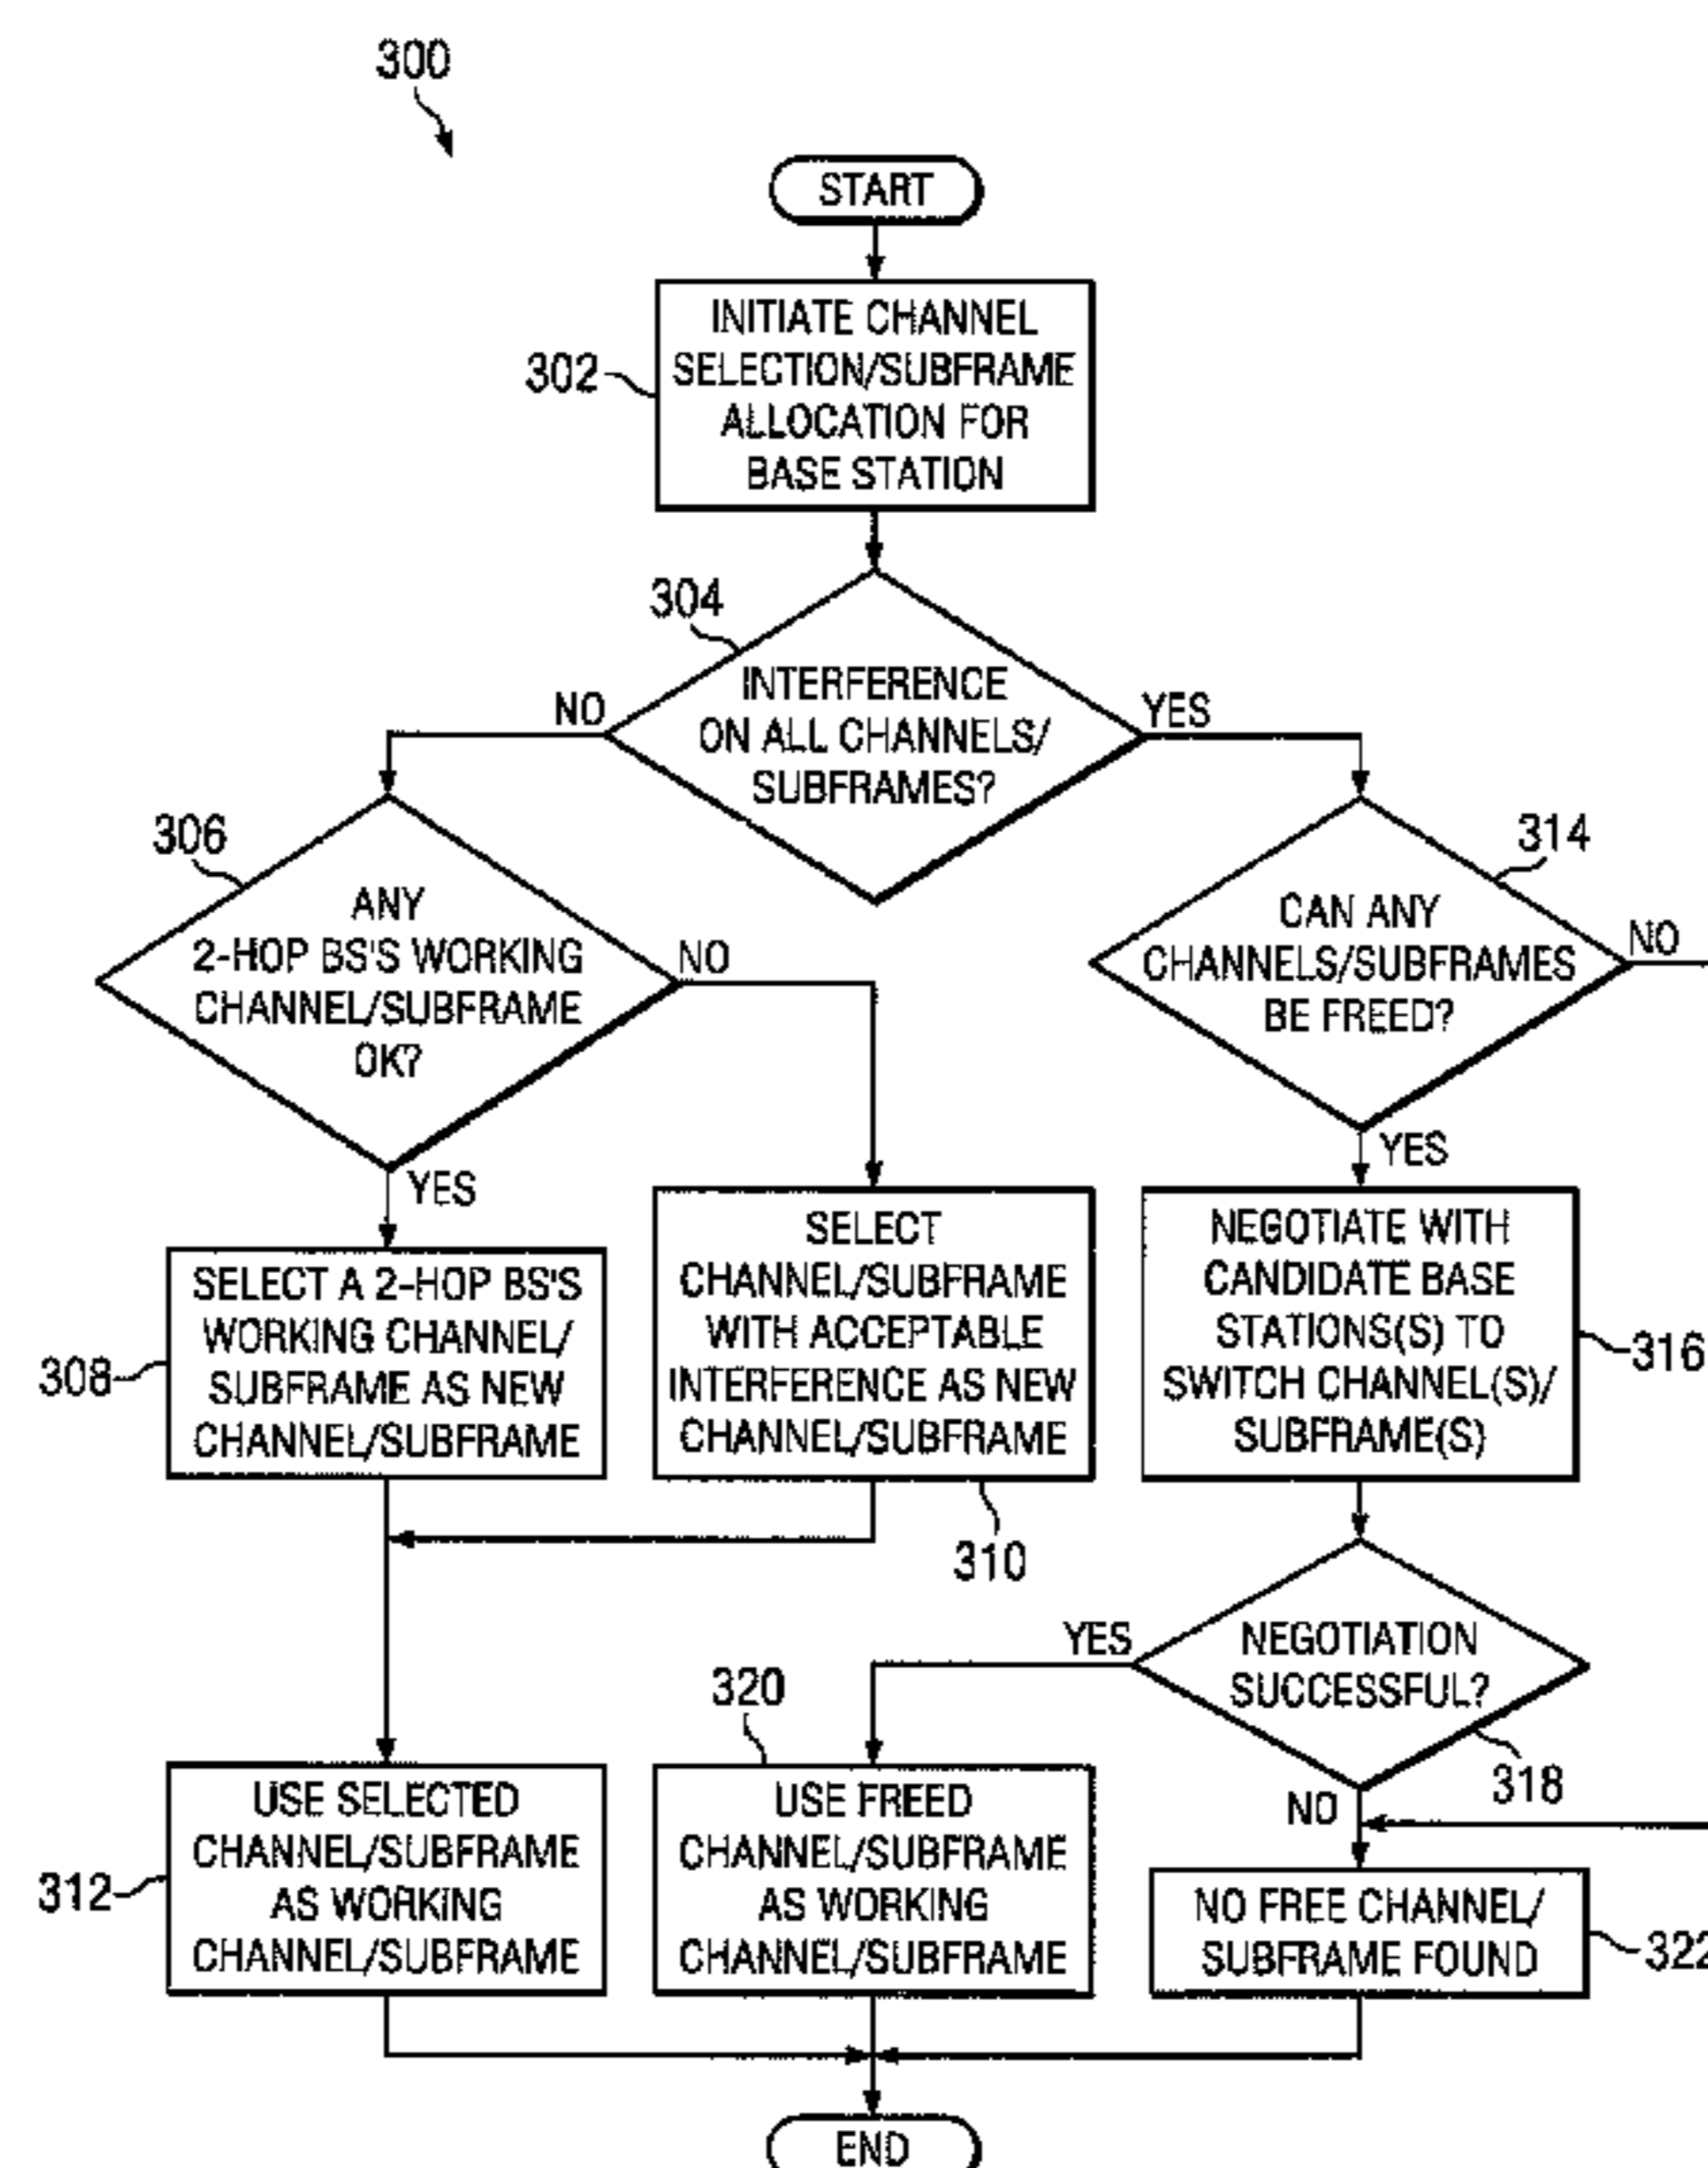 300
START
302
INITIATE CHANNEL
SELECTION/SUBFRAME
ALLOCATION FOR
BASE STATION
304
INTERFERENCE
ON ALL CHANNELS/
SUBFRAMES?
NO
YES
306
ANY
2-HOP BS'S WORKING
CHANNEL/SUBFRAME
OK?
NO
YES
314
CAN ANY
CHANNELS/SUBFRAMES
BE FREED?
NO
YES
308
SELECT A 2-HOP BS'S
WORKING CHANNEL/
SUBFRAME AS NEW
CHANNEL/SUBFRAME
SELECT
CHANNEL/SUBFRAME
WITH ACCEPTABLE
INTERFERENCE AS NEW
CHANNEL/SUBFRAME
310
NEGOTIATE WITH
CANDIDATE BASE
STATIONS(S) TO
SWITCH CHANNEL(S)/
SUBFRAME(S)
316
NEGOTIATION
SUCCESSFUL?
YES
NO
318
312
USE SELECTED
CHANNEL/SUBFRAME
AS WORKING
CHANNEL/SUBFRAME
320
USE FREED
CHANNEL/SUBFRAME
AS WORKING
CHANNEL/SUBFRAME
NO FREE CHANNEL/
SUBFRAME FOUND
322
END